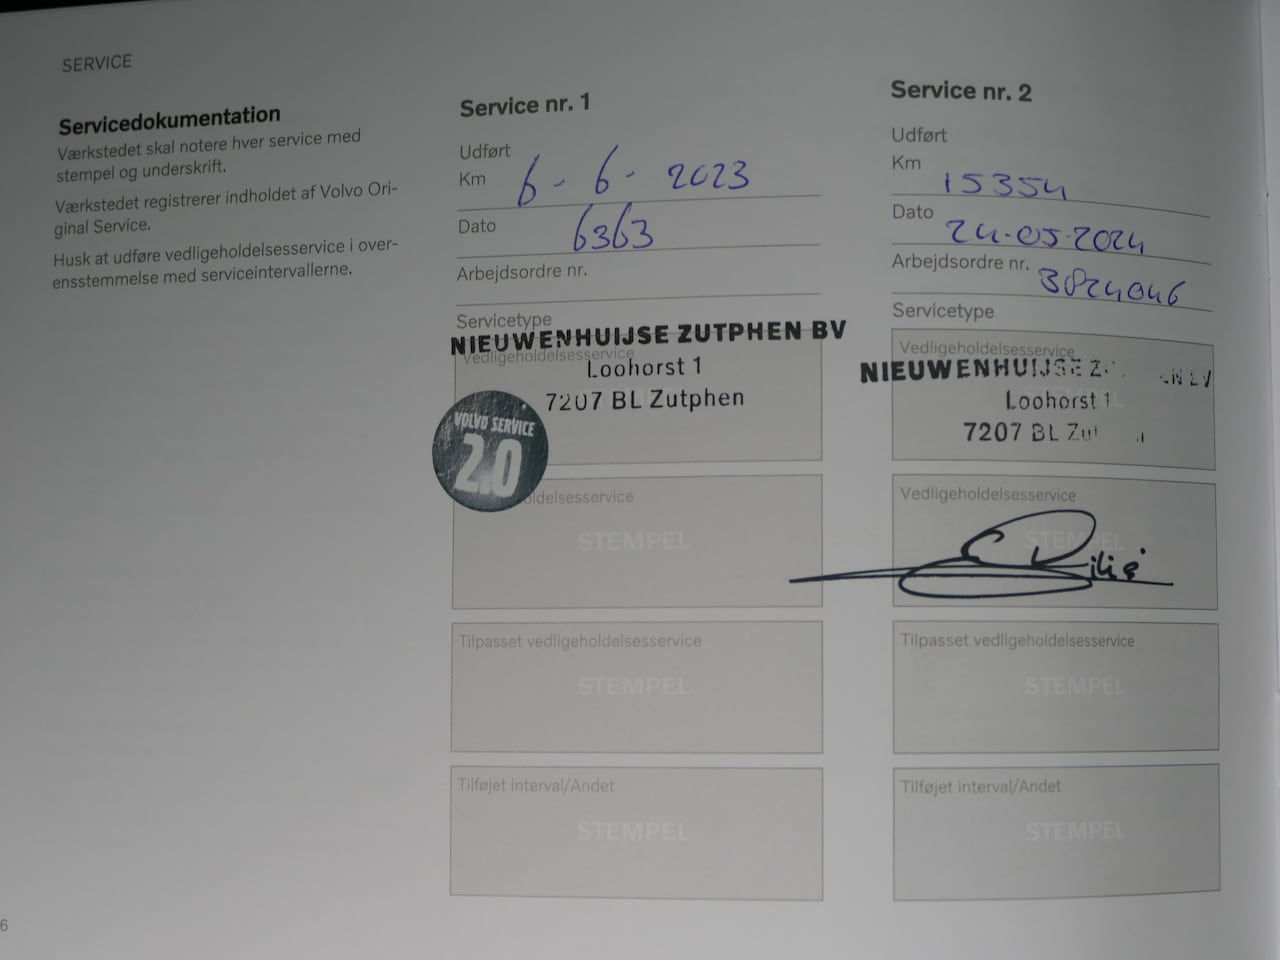 SERVICE
Servicedokumentation
Værkstedet skal notere hver service med
stempel og underskrift.
Værkstedet registrerer indholdet af Volvo Ori-
ginal Service.
Husk at udføre vedligeholdelsesservice i over-
ensstemmelse med serviceintervallerne.
6
Service nr. 1
Udført
Km 6-6-2023
Dato 6363
Arbejdsordre nr.
Servicetype
NIEUWENHUIJSE ZUTPHEN BV
Vedligeholdelsesservice
Loohorst 1
7207 BL Zutphen
VOLVO SERVICE
2.0
oldelsesservice
STEMPEL
Tilpasset vedligeholdelsesservice
STEMPEL
Tilføjet interval/Andet
STEMPEL
Service nr. 2
Udført
Km 15354
Dato 24-05-2024
Arbejdsordre nr. 3824046
Servicetype
Vedligeholdelsesservice
NIEUWENHUIJSE
Loohorst 1
7207 BL Zut
Vedligeholdelsesservice
STEMPEL
Tilpasset vedligeholdelsesservice
STEMPEL
Tilføjet interval/Andet
STEMPEL